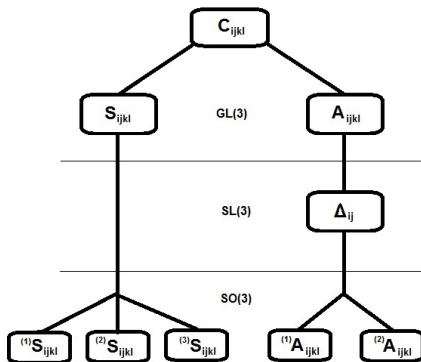 C_ijkl
S_ijkl GL(3) A_ijkl
SL(3) Δ_ij
SO(3)
(1)S_ijkl (2)S_ijkl (3)S_ijkl (1)A_ijkl (2)A_ijkl